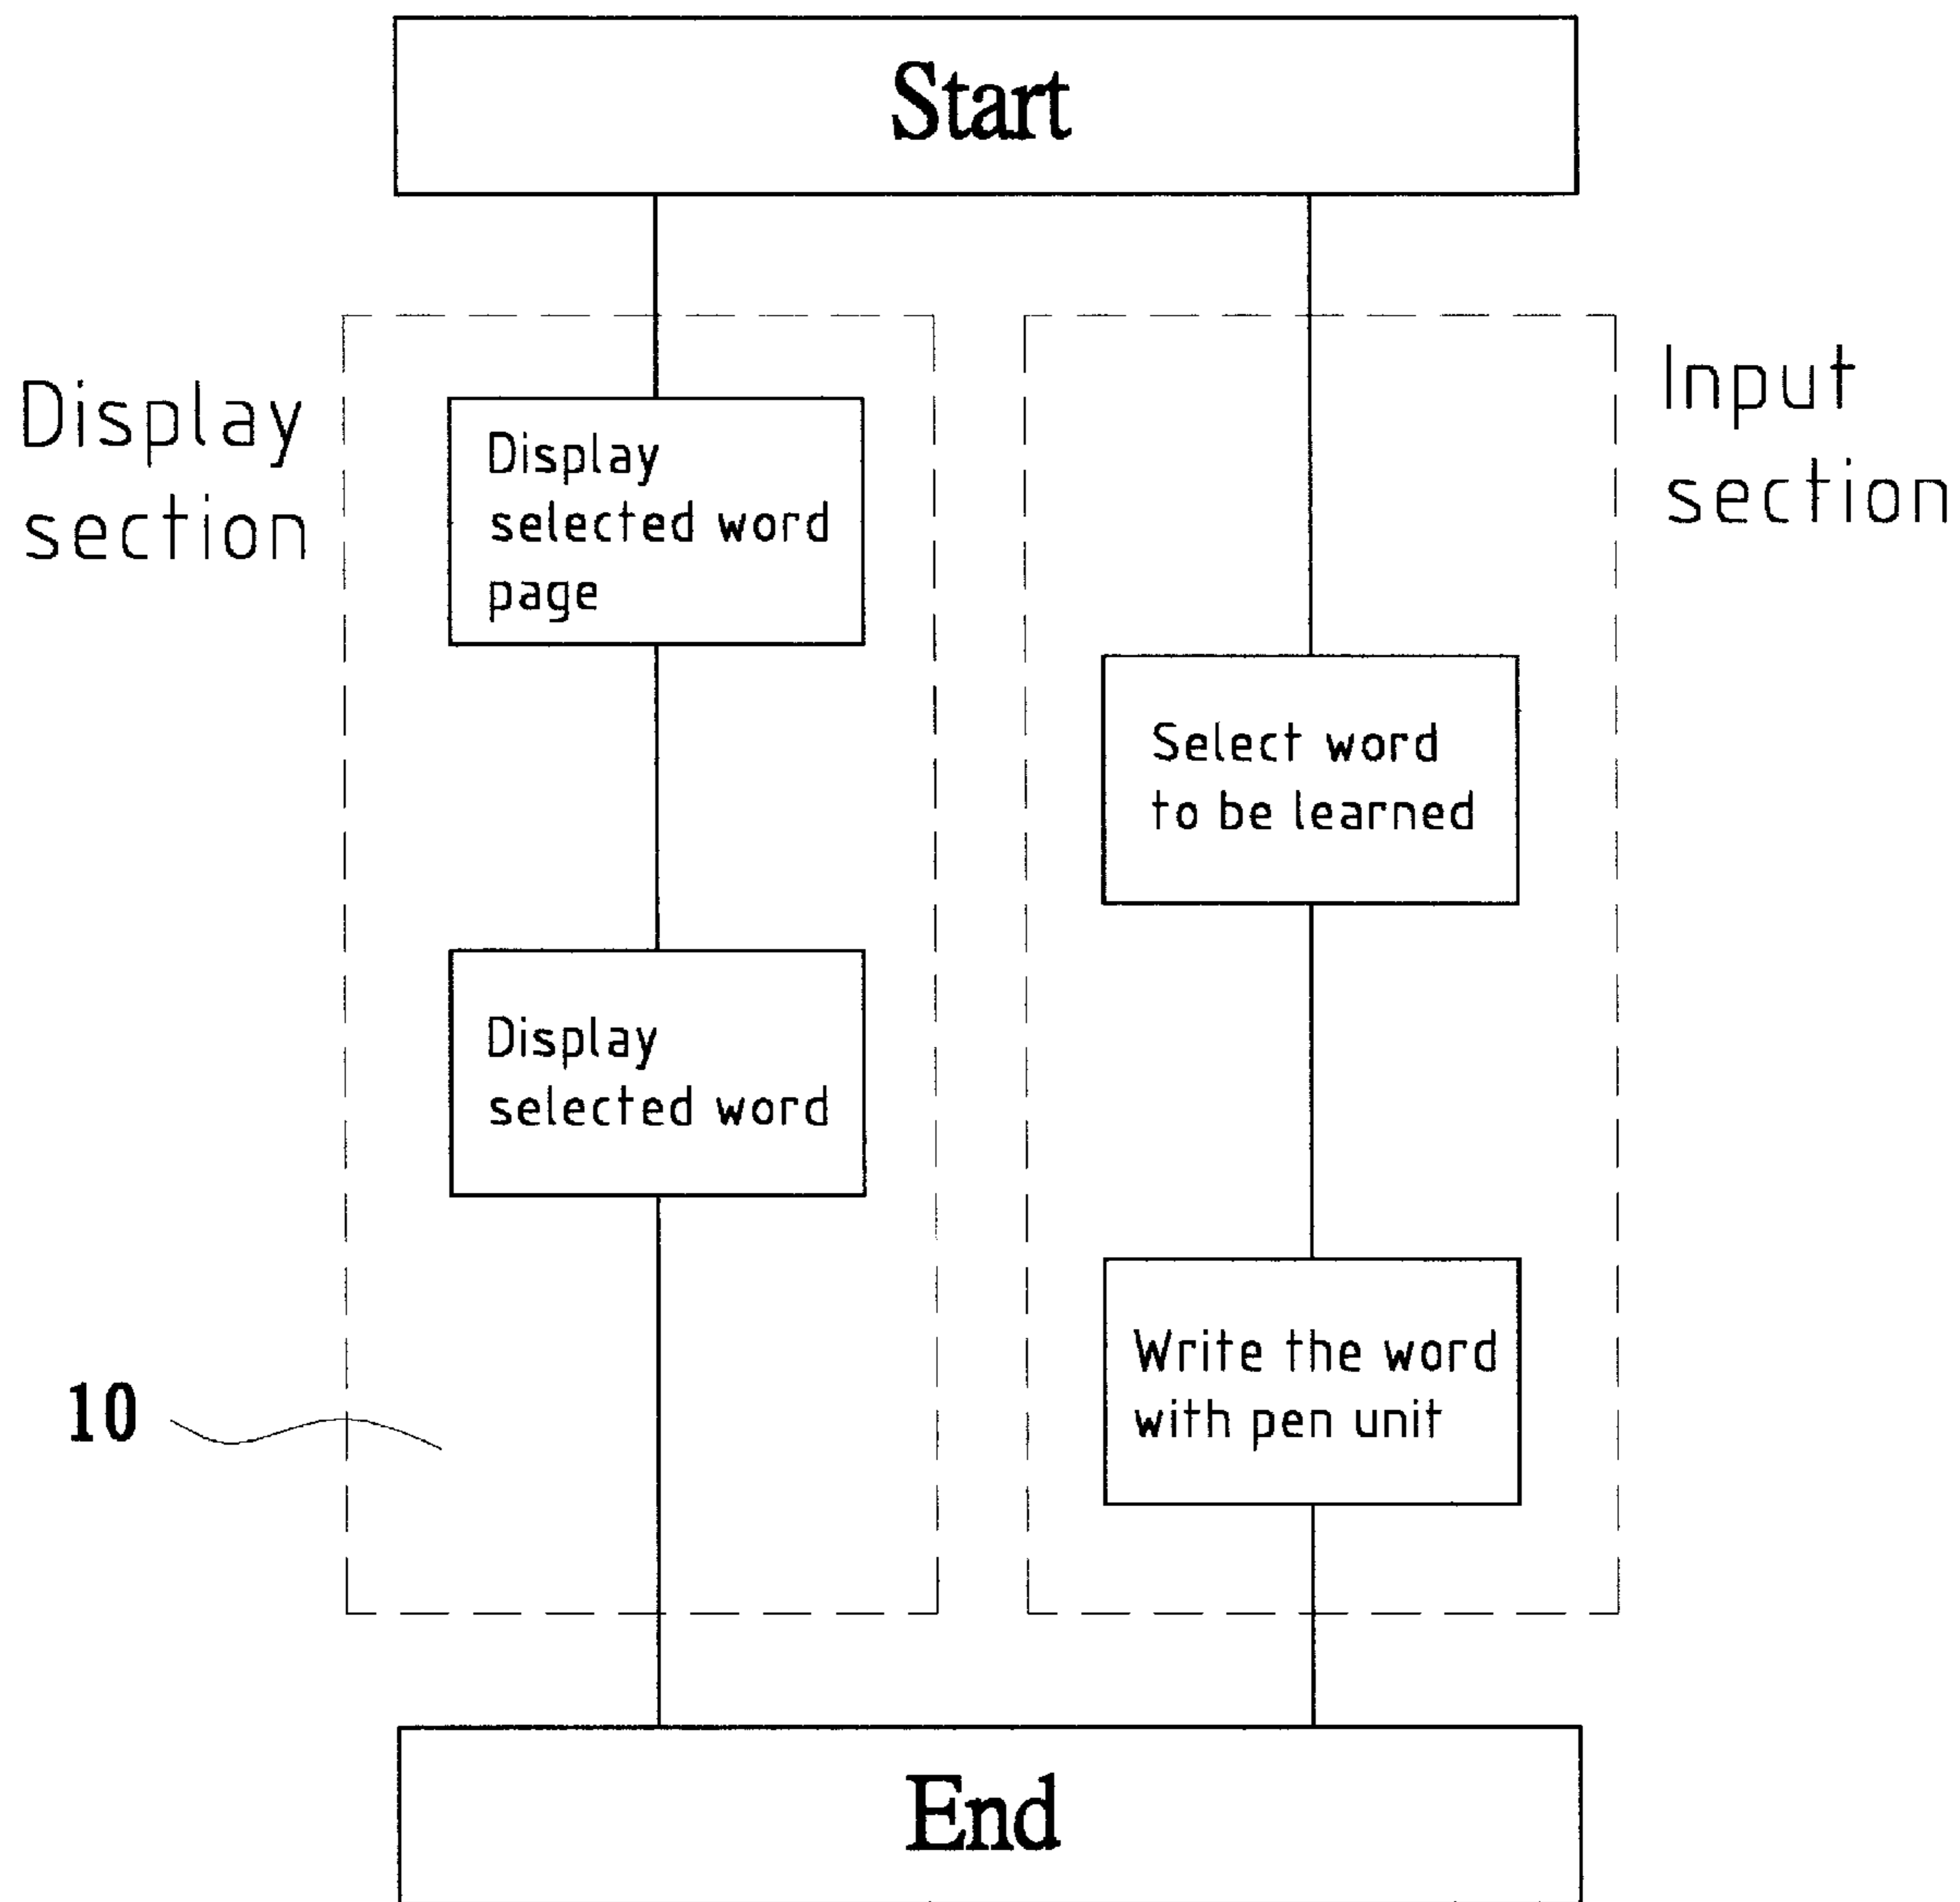 Start
Display
section
Input
section
Display
selected word
page
Select word
to be learned
Display
selected word
Write the word
with pen unit
10
End